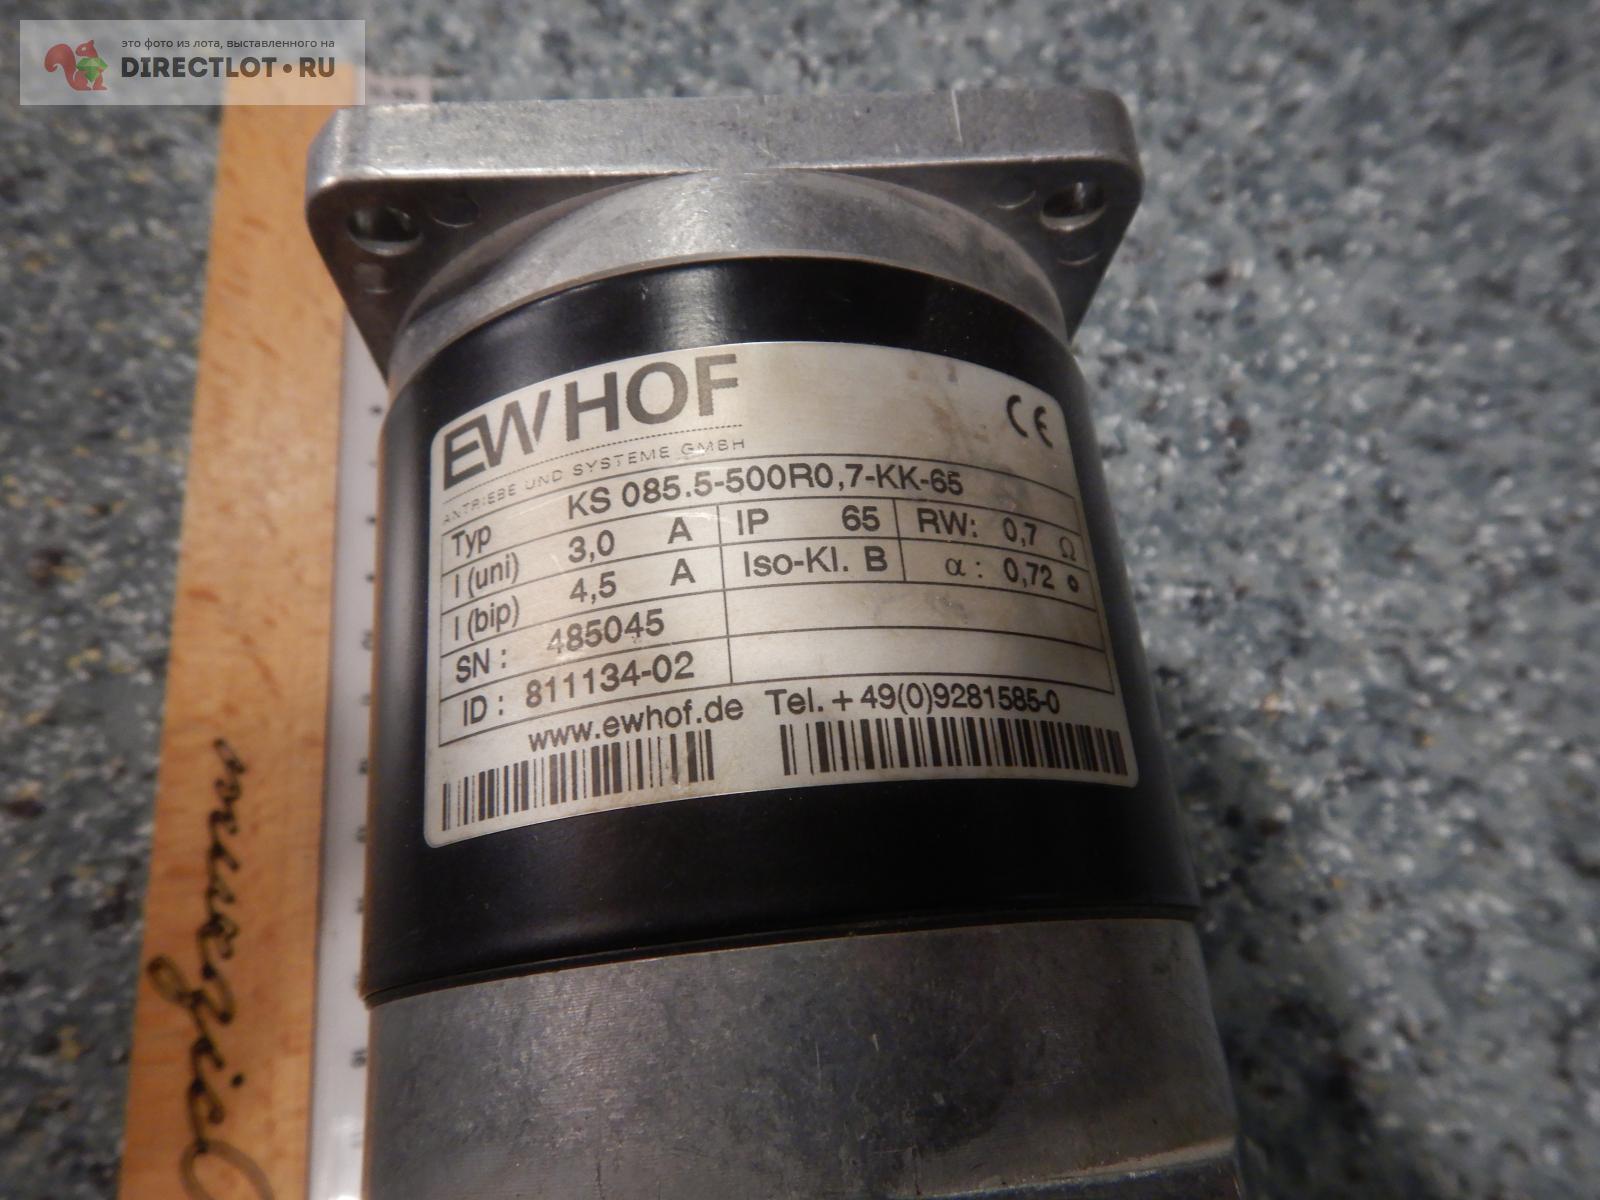 это фото из лота, выставленного на
DIRECTLOT•RU
EWHOF
ANTRIEBE UND SYSTEME GMBH
CE
Typ KS 085.5-500R0,7-KK-65
I (uni) 3,0 A IP 65 RW: 0,7 Ω
I (bip) 4,5 A Iso-Kl. B α: 0,72 °
SN: 485045
ID: 811134-02
www.ewhof.de Tel. + 49(0)9281585-0